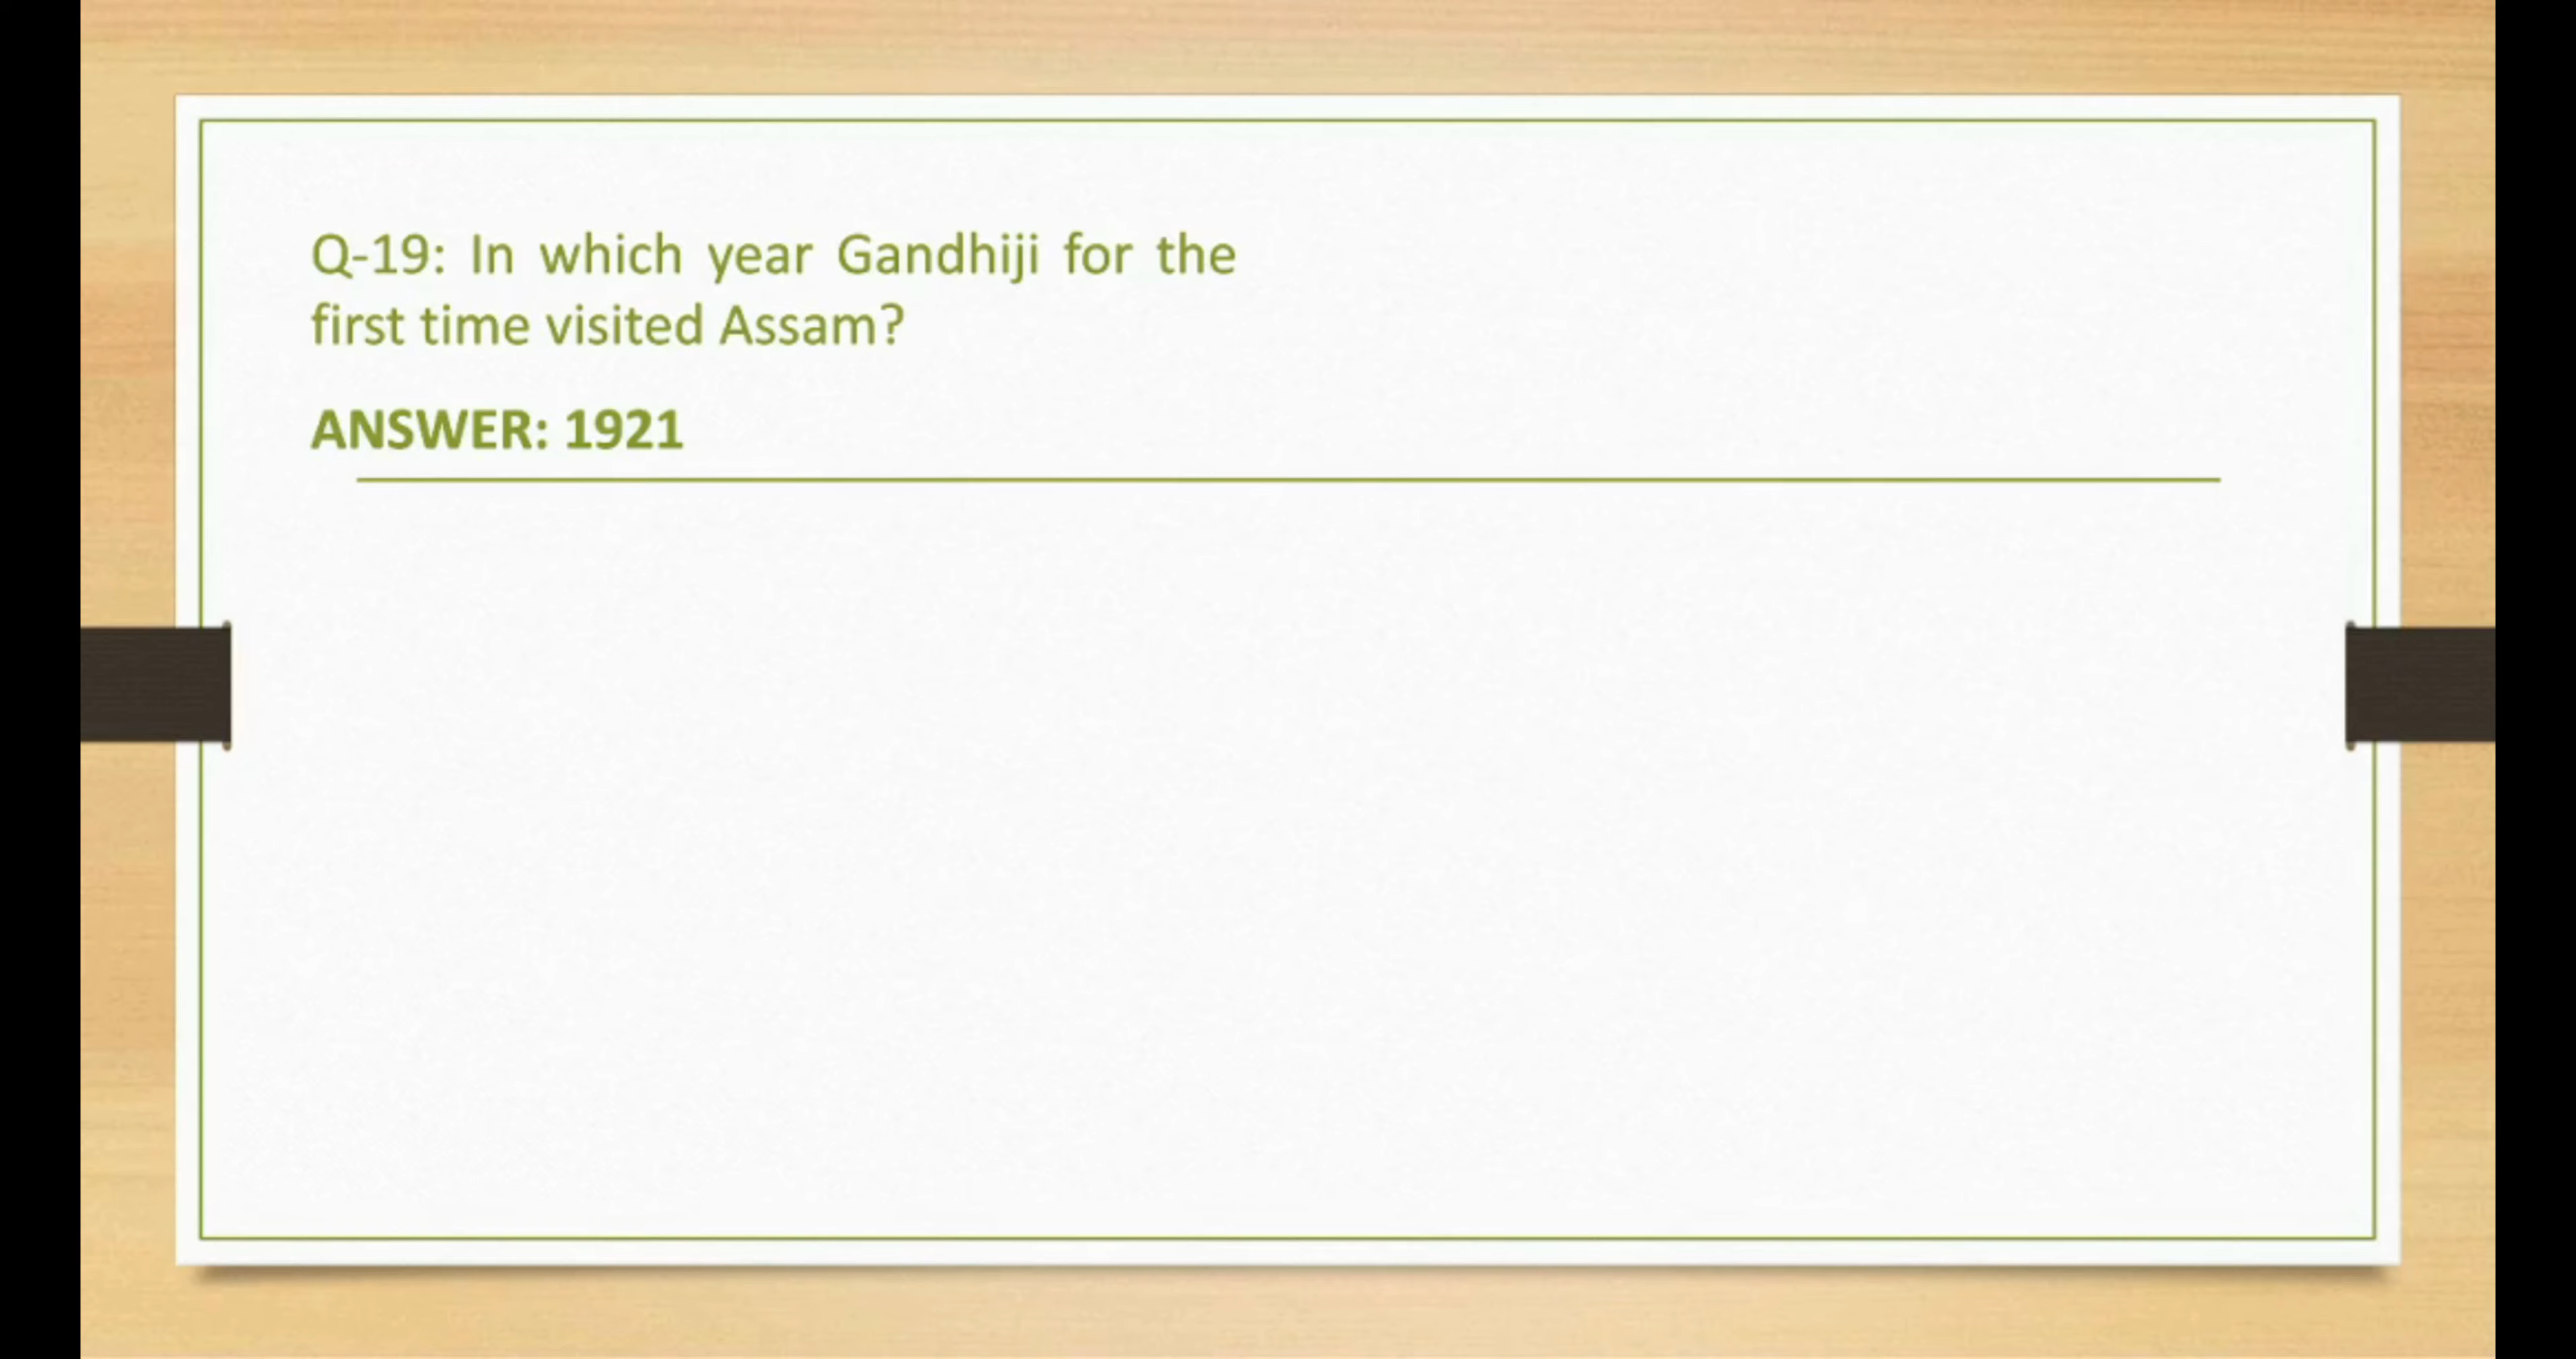 Q-19: In which year Gandhiji for the
first time visited Assam?
ANSWER: 1921